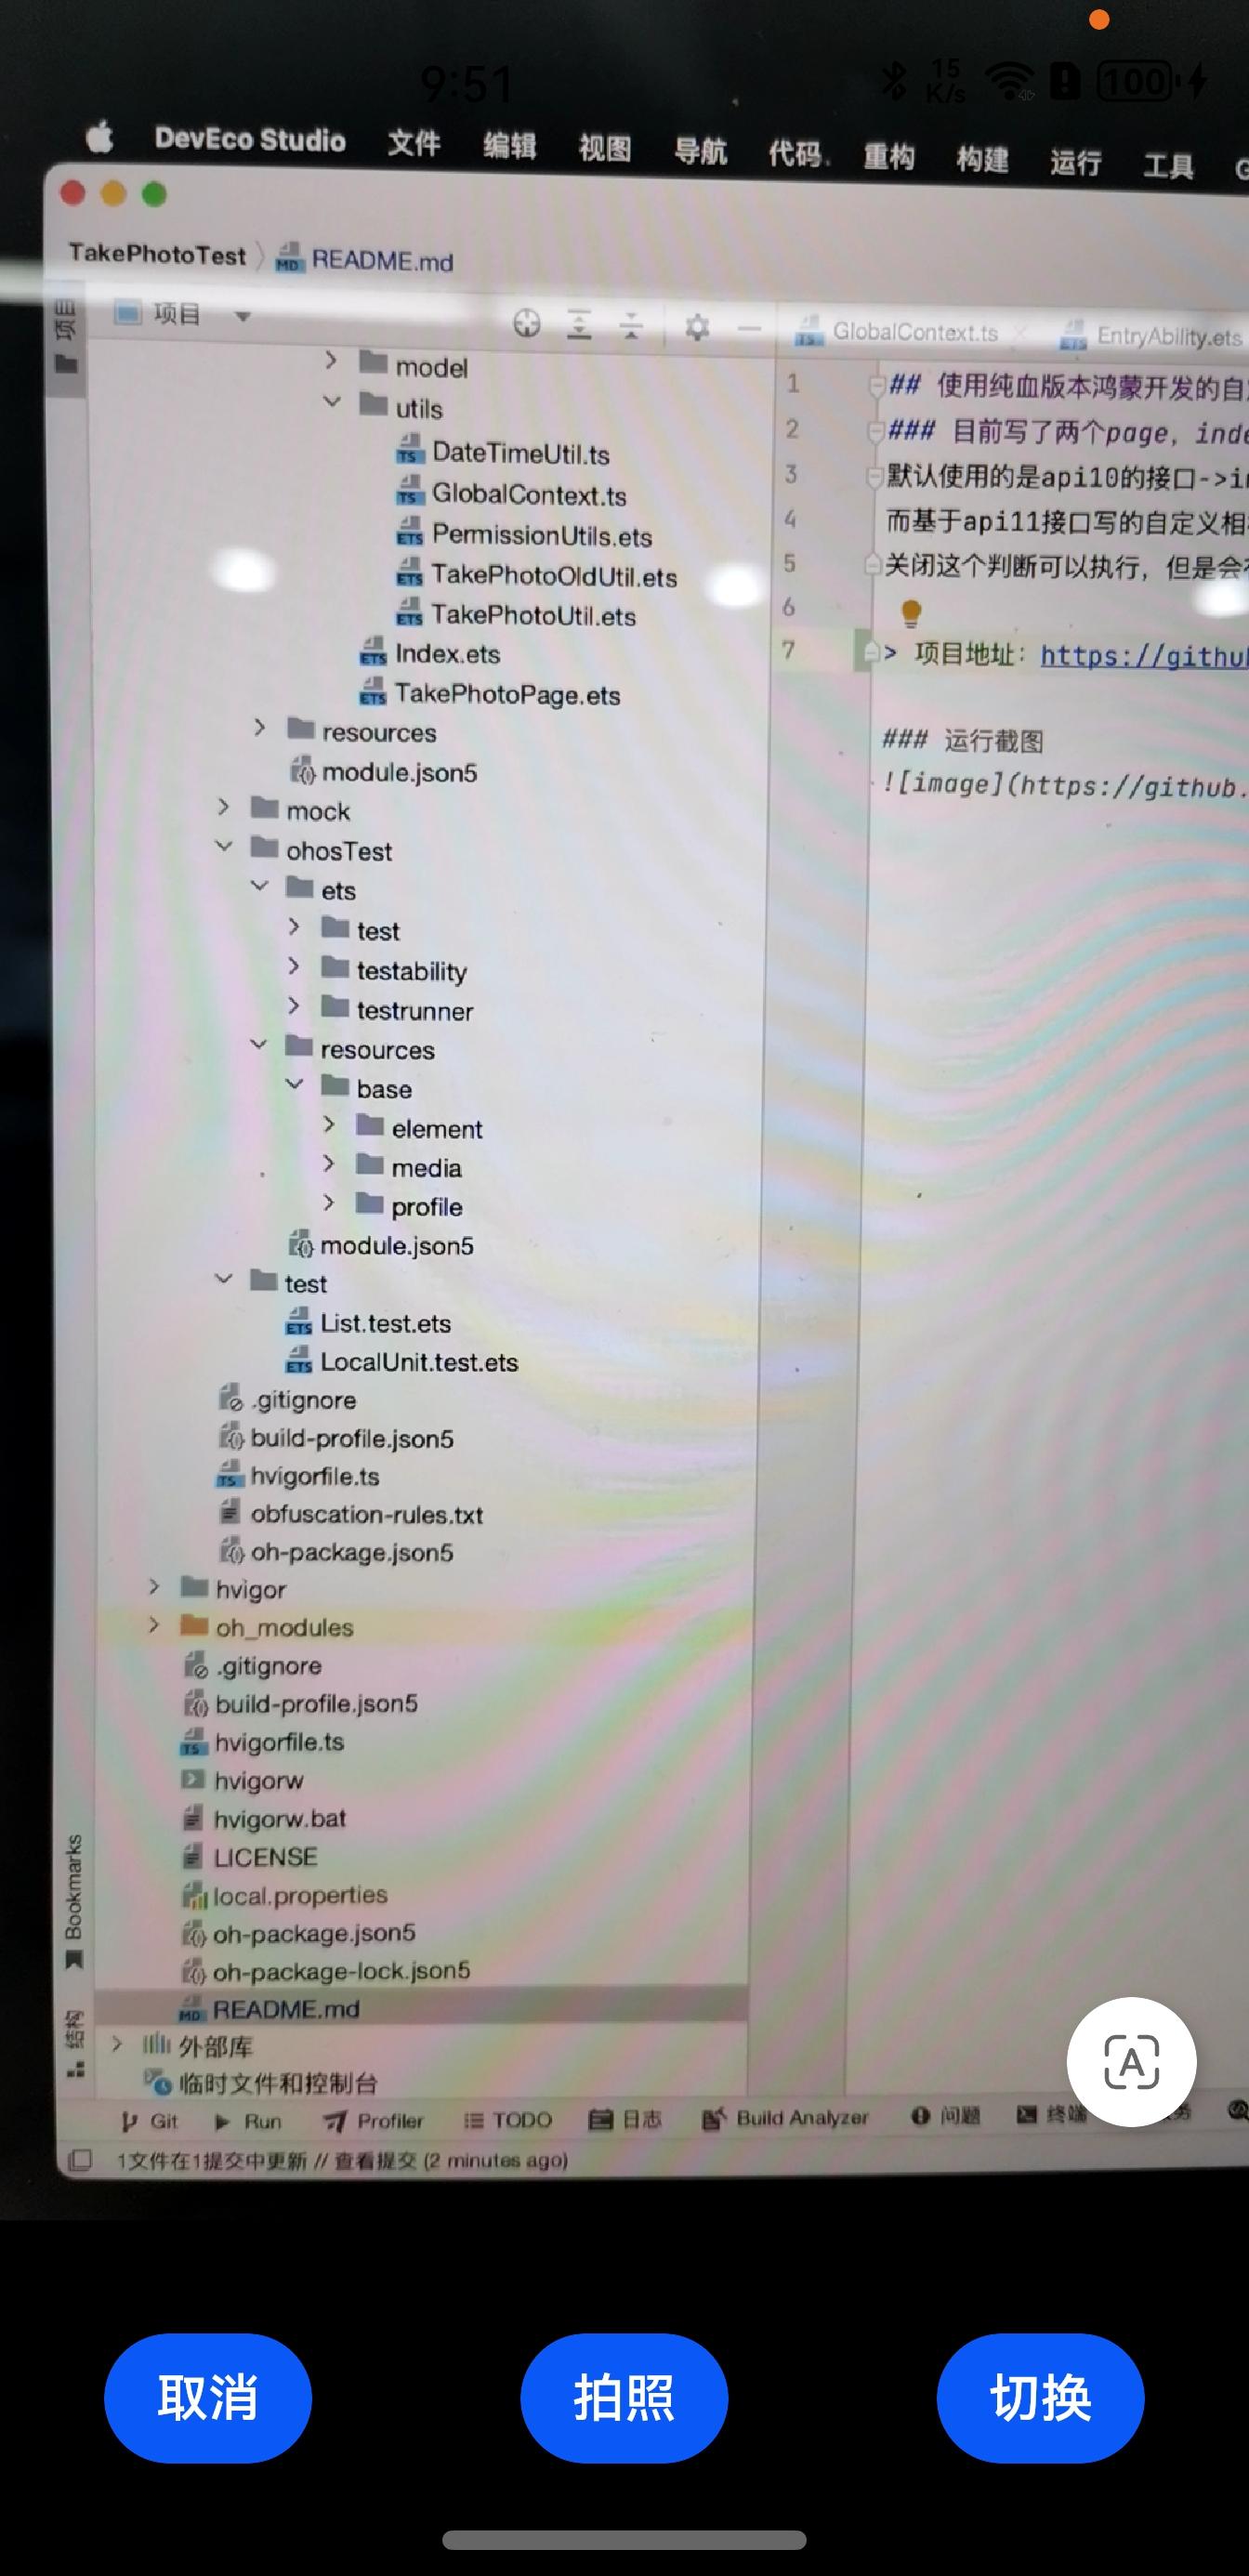 9:51
15
K/s
100
DevEco Studio 文件 编辑 视图 导航 代码 重构 构建 运行 工具
TakePhotoTest README.md
项目
项目
GlobalContext.ts EntryAbility.ets
model
utils
DateTimeUtil.ts
GlobalContext.ts
PermissionUtils.ets
TakePhotoOldUtil.ets
TakePhotoUtil.ets
Index.ets
TakePhotoPage.ets
resources
module.json5
mock
ohosTest
ets
test
testability
testrunner
resources
base
element
media
profile
module.json5
test
List.test.ets
LocalUnit.test.ets
.gitignore
build-profile.json5
hvigorfile.ts
obfuscation-rules.txt
oh-package.json5
hvigor
oh_modules
.gitignore
build-profile.json5
hvigorfile.ts
hvigorw
hvigorw.bat
LICENSE
local.properties
oh-package.json5
oh-package-lock.json5
README.md
外部库
临时文件和控制台
1 ## 使用纯血版本鸿蒙开发的自
2 ### 目前写了两个page, inde
3 默认使用的是api10的接口->i
4 而基于api11接口写的自定义相
5 关闭这个判断可以执行, 但是会
6
7 > 项目地址: https://githu
### 运行截图
![image](https://github.
Bookmarks
结构
Git Run Profiler TODO 日志 Build Analyzer 问题 终端
1文件在1提交中更新 // 查看提交 (2 minutes ago)
A
取消 拍照 切换